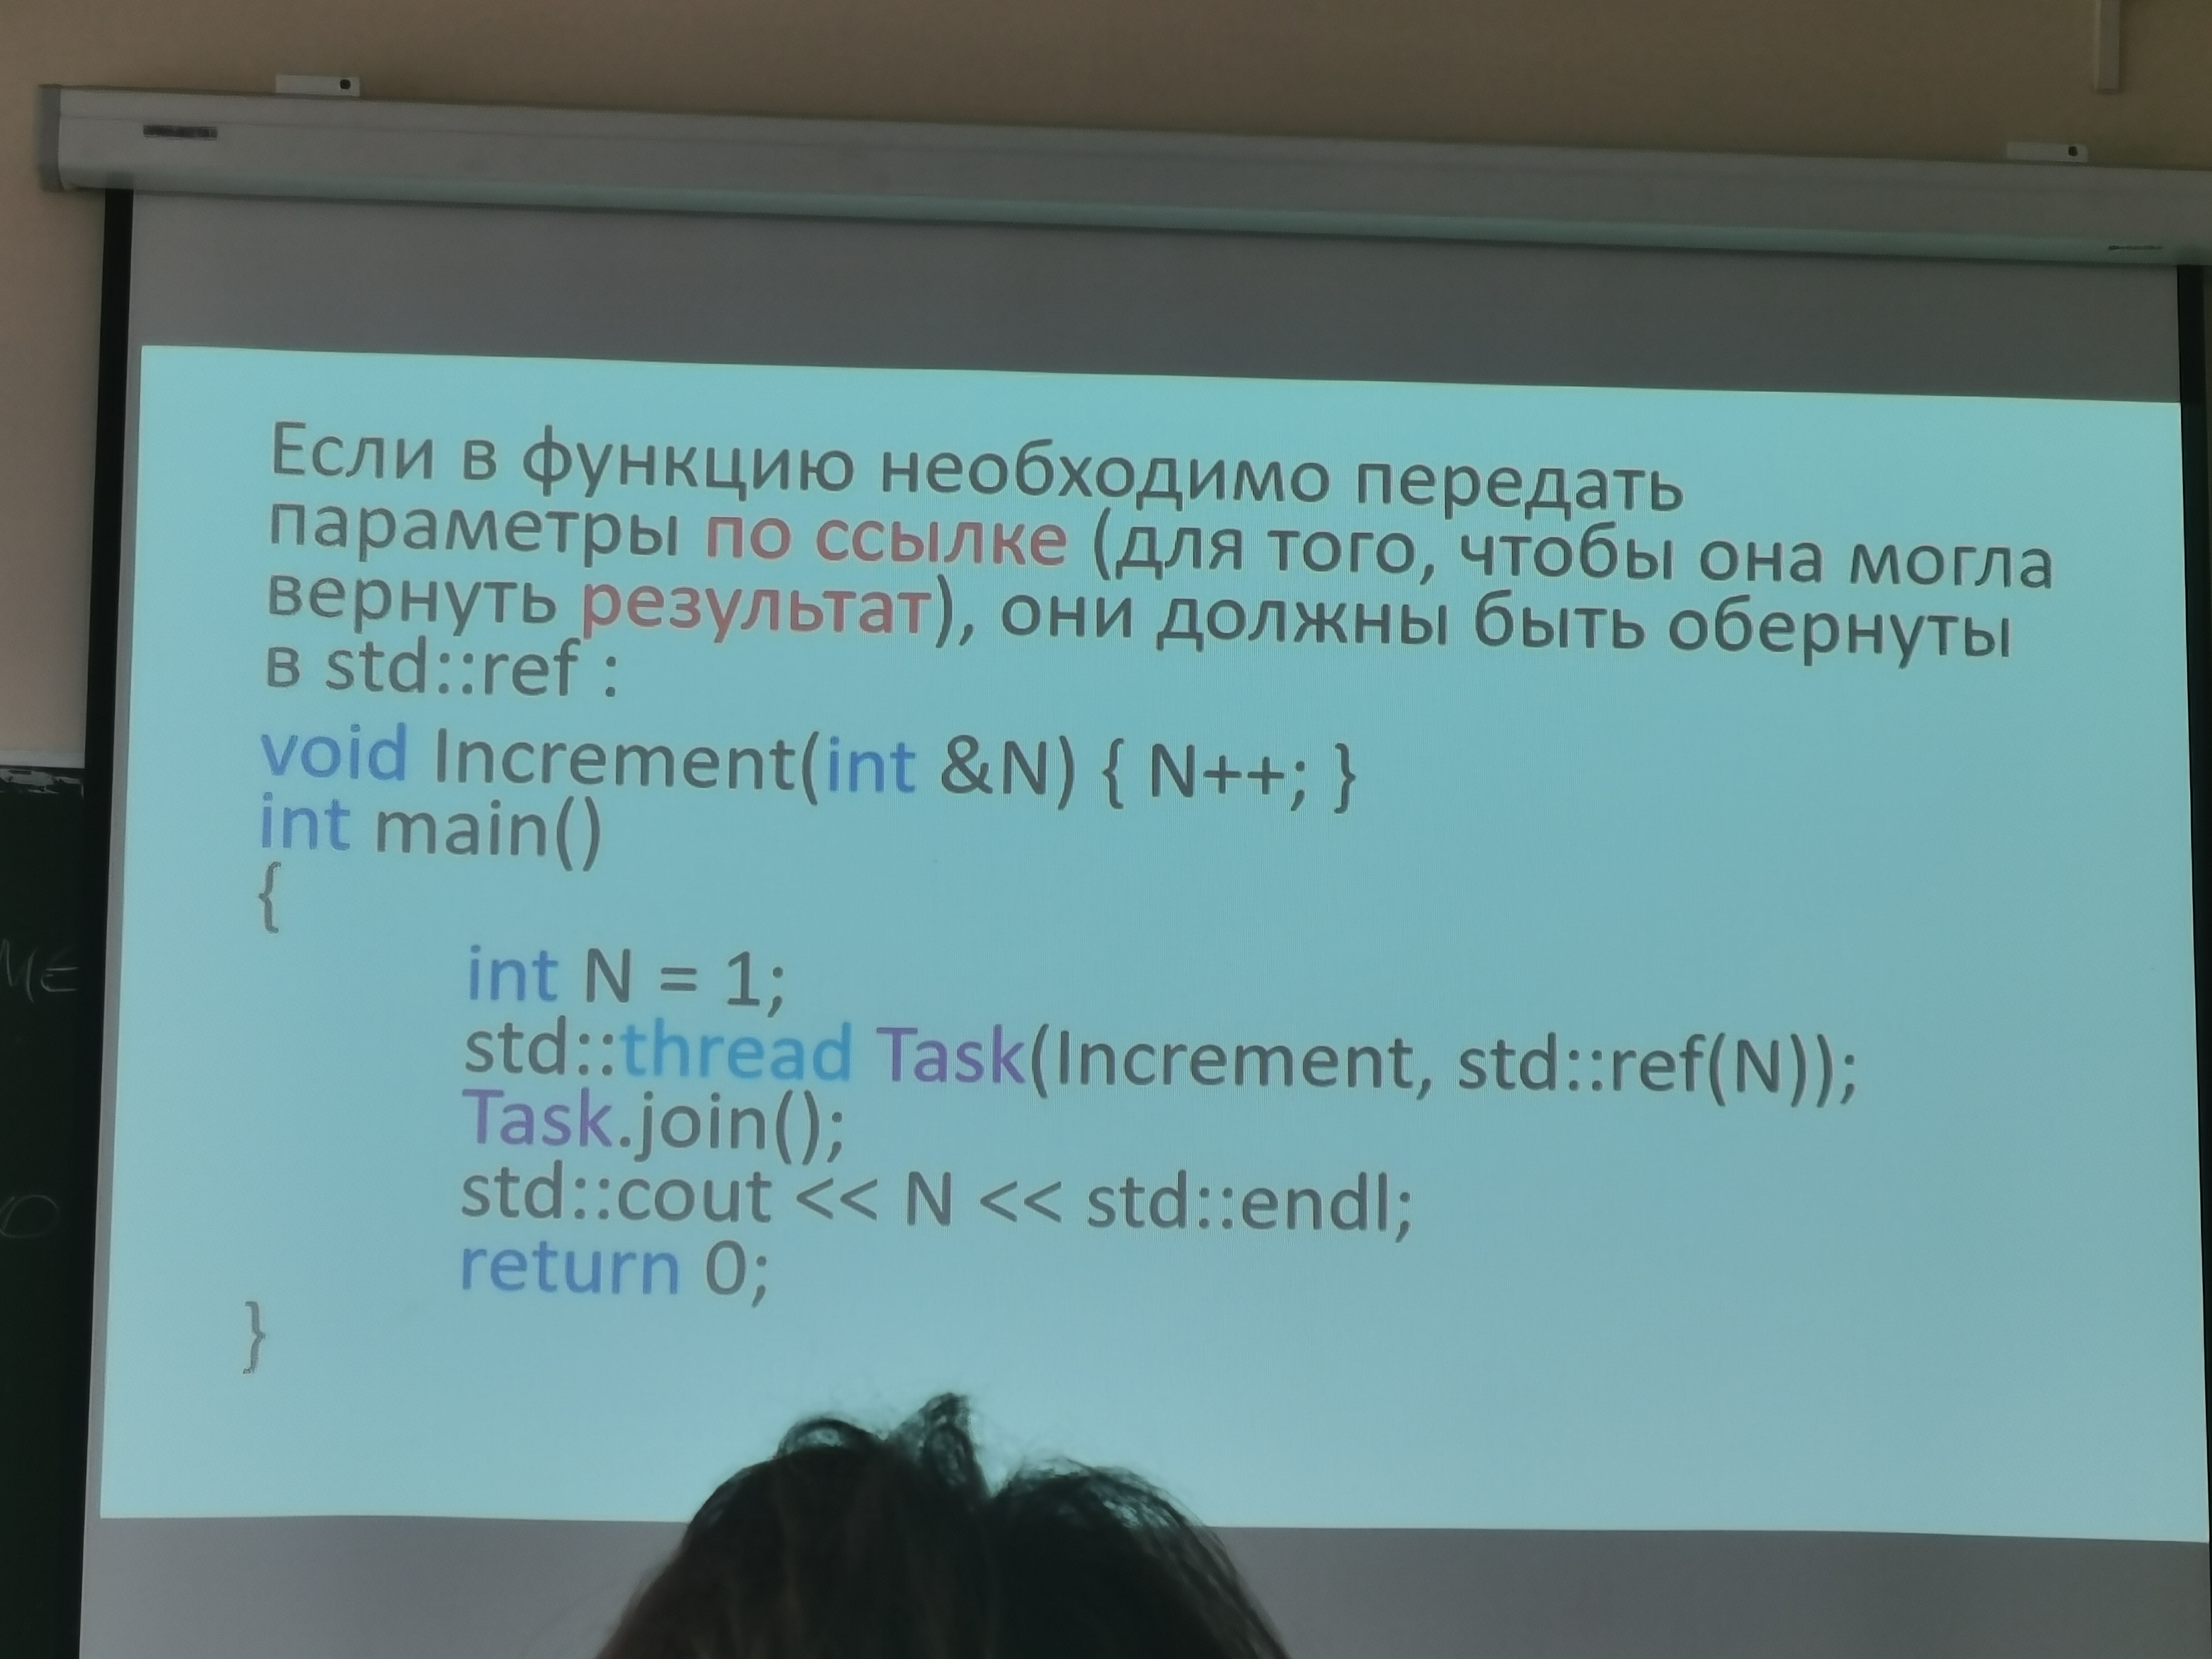 Если в функцию необходимо передать
параметры по ссылке (для того, чтобы она могла
вернуть результат), они должны быть обернуты
в std::ref :
void Increment(int &N) { N++; }
int main()
{
int N = 1;
std::thread Task(Increment, std::ref(N));
Task.join();
std::cout << N << std::endl;
return 0;
}